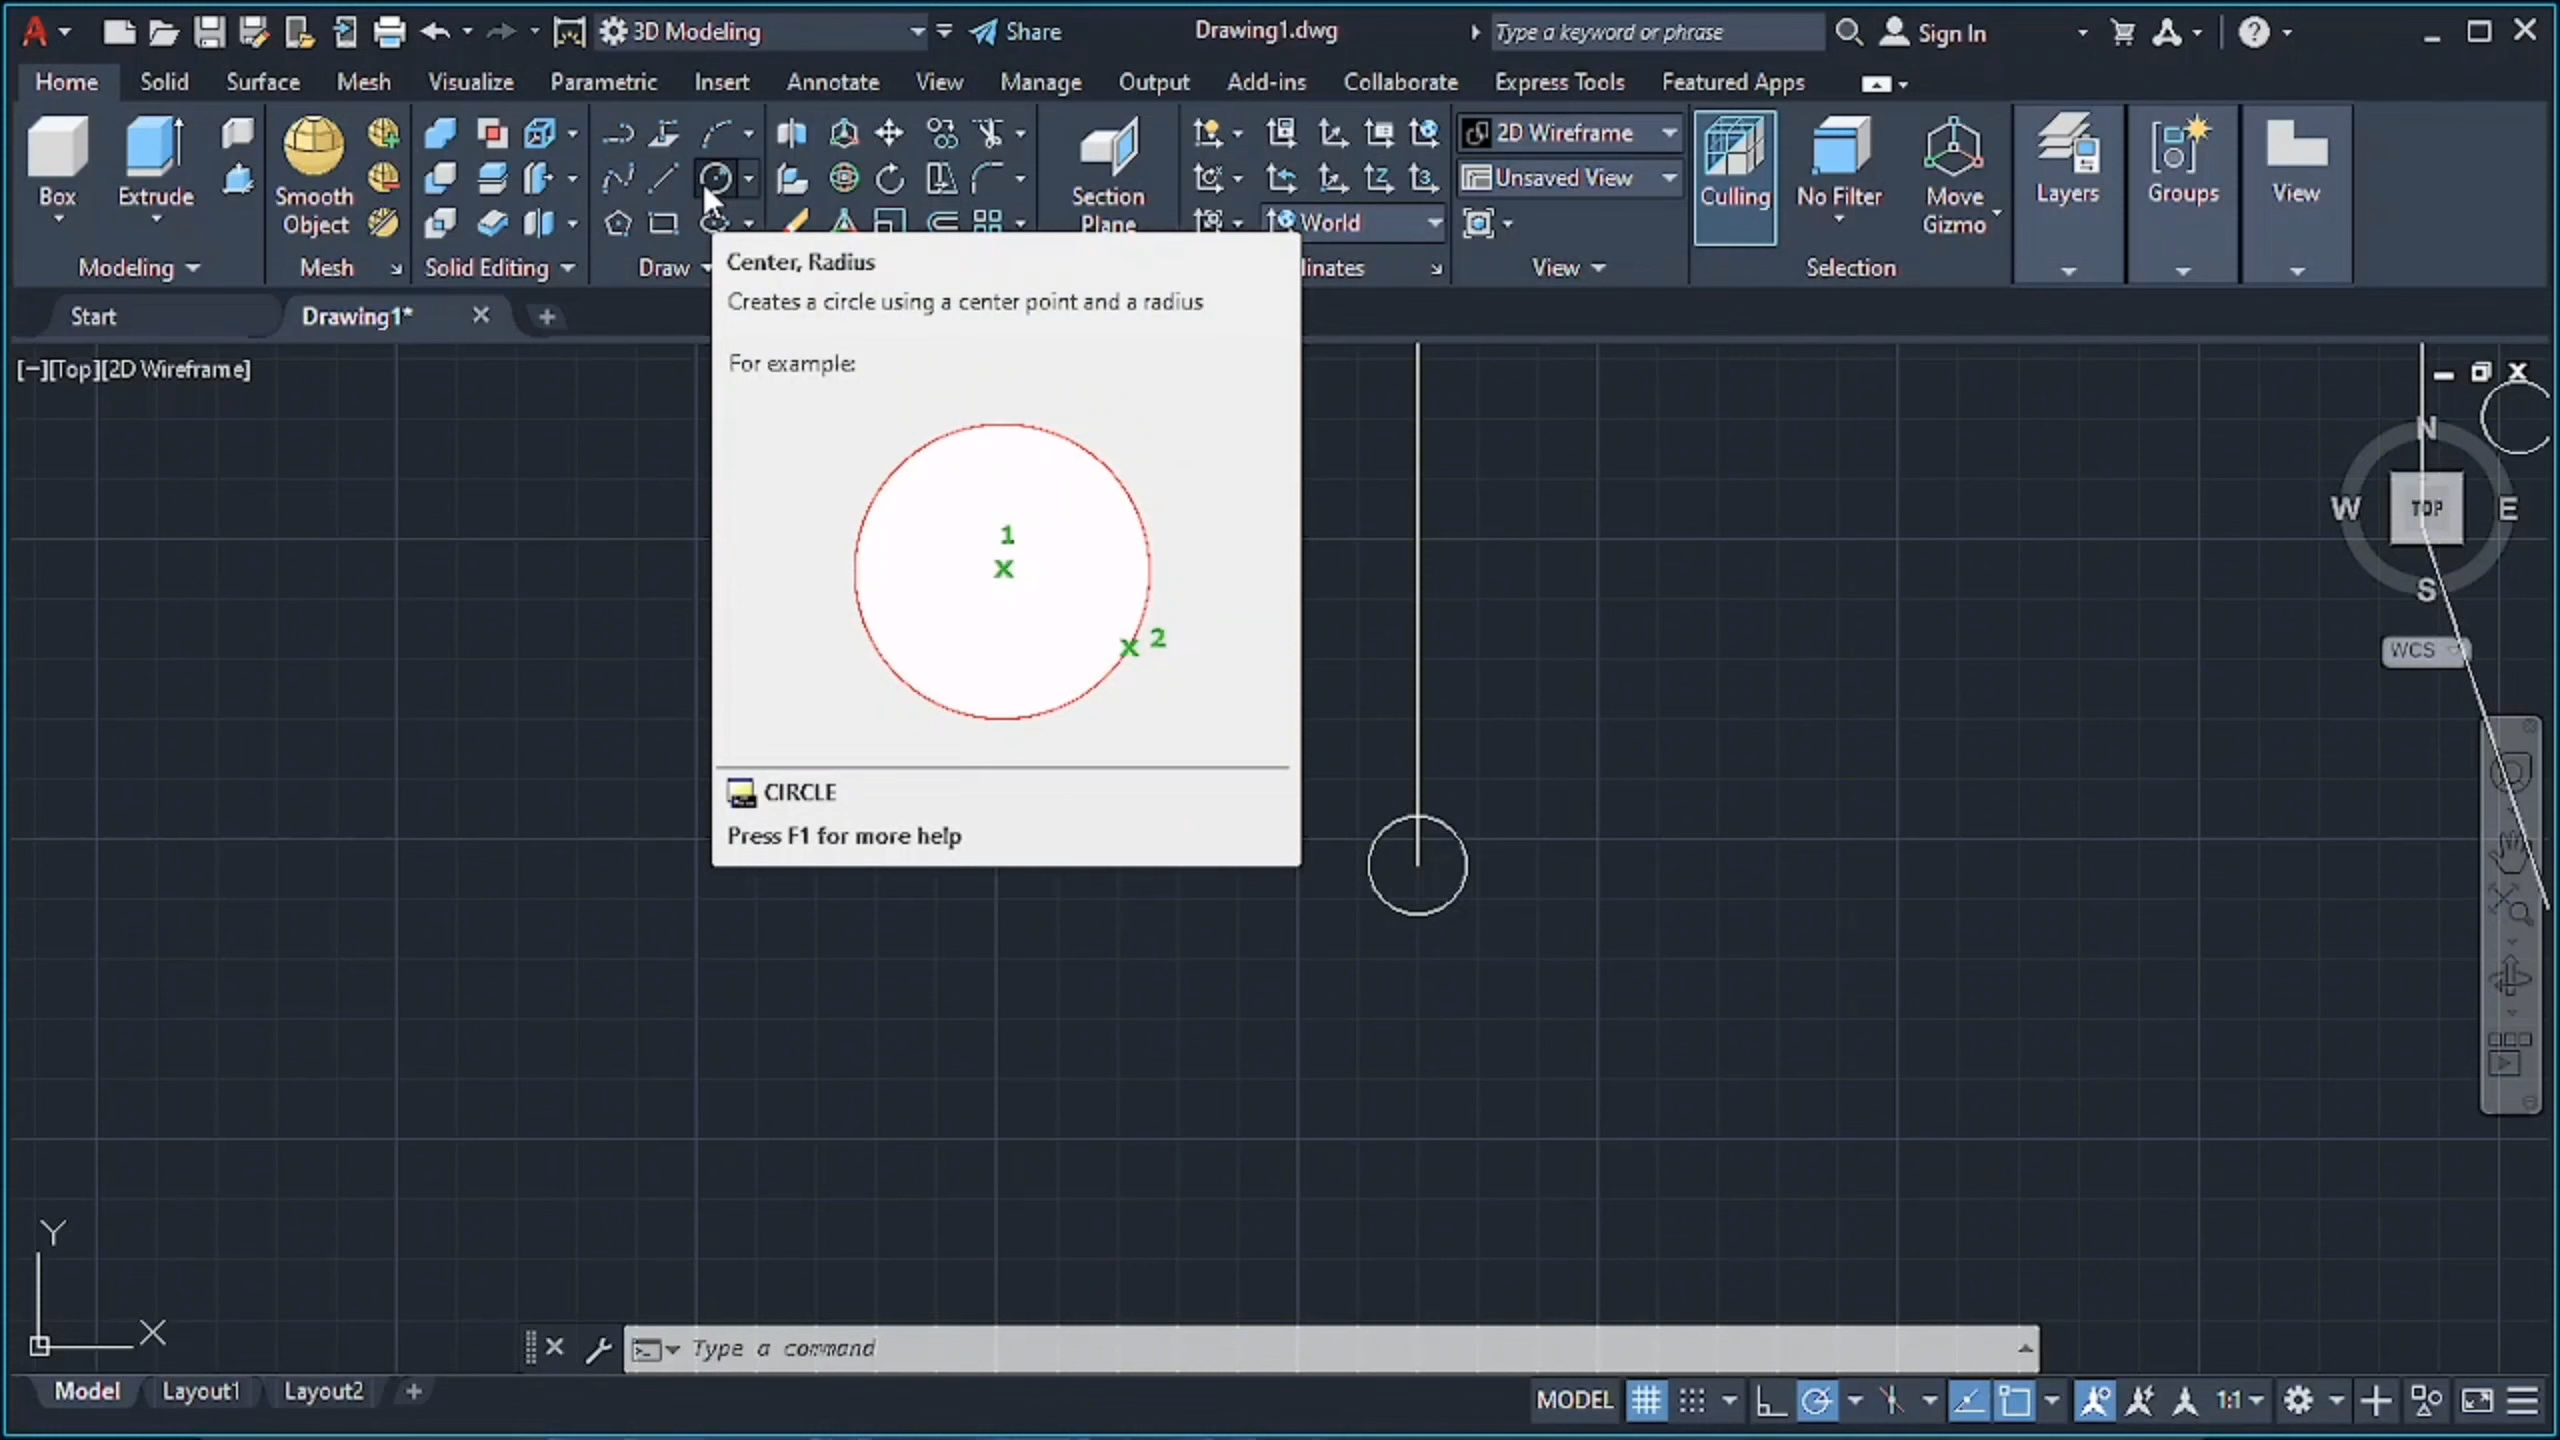 3D Modeling
Share
Drawing1.dwg
Type a keyword or phrase
Sign In
Home
Solid
Surface
Mesh
Visualize
Parametric
Insert
Annotate
View
Manage
Output
Add-ins
Collaborate
Express Tools
Featured Apps
Box
Extrude
Smooth
Object
Section
Plane
World
2D Wireframe
Unsaved View
Culling
No Filter
Move
Gizmo
Layers
Groups
View
Modeling
Mesh
Solid Editing
Draw
inates
View
Selection
Start
Drawing1*
[−][Top][2D Wireframe]
Center, Radius
Creates a circle using a center point and a radius
For example:
1
x
x 2
CIRCLE
Press F1 for more help
N
W
TOP
E
S
WCS
Y
X
Type a command
Model
Layout1
Layout2
MODEL
1:1